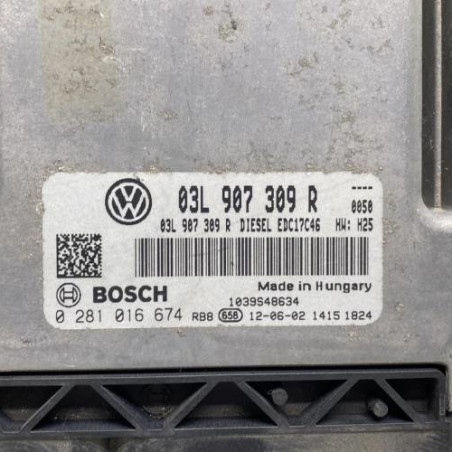 03L 907 309 R ----
03L 907 309 R DIESEL EDC17C46 0050
HW: H25
Made in Hungary
BOSCH 1039S48634
0 281 016 674 RB8 658 12-06-02 1415 1824